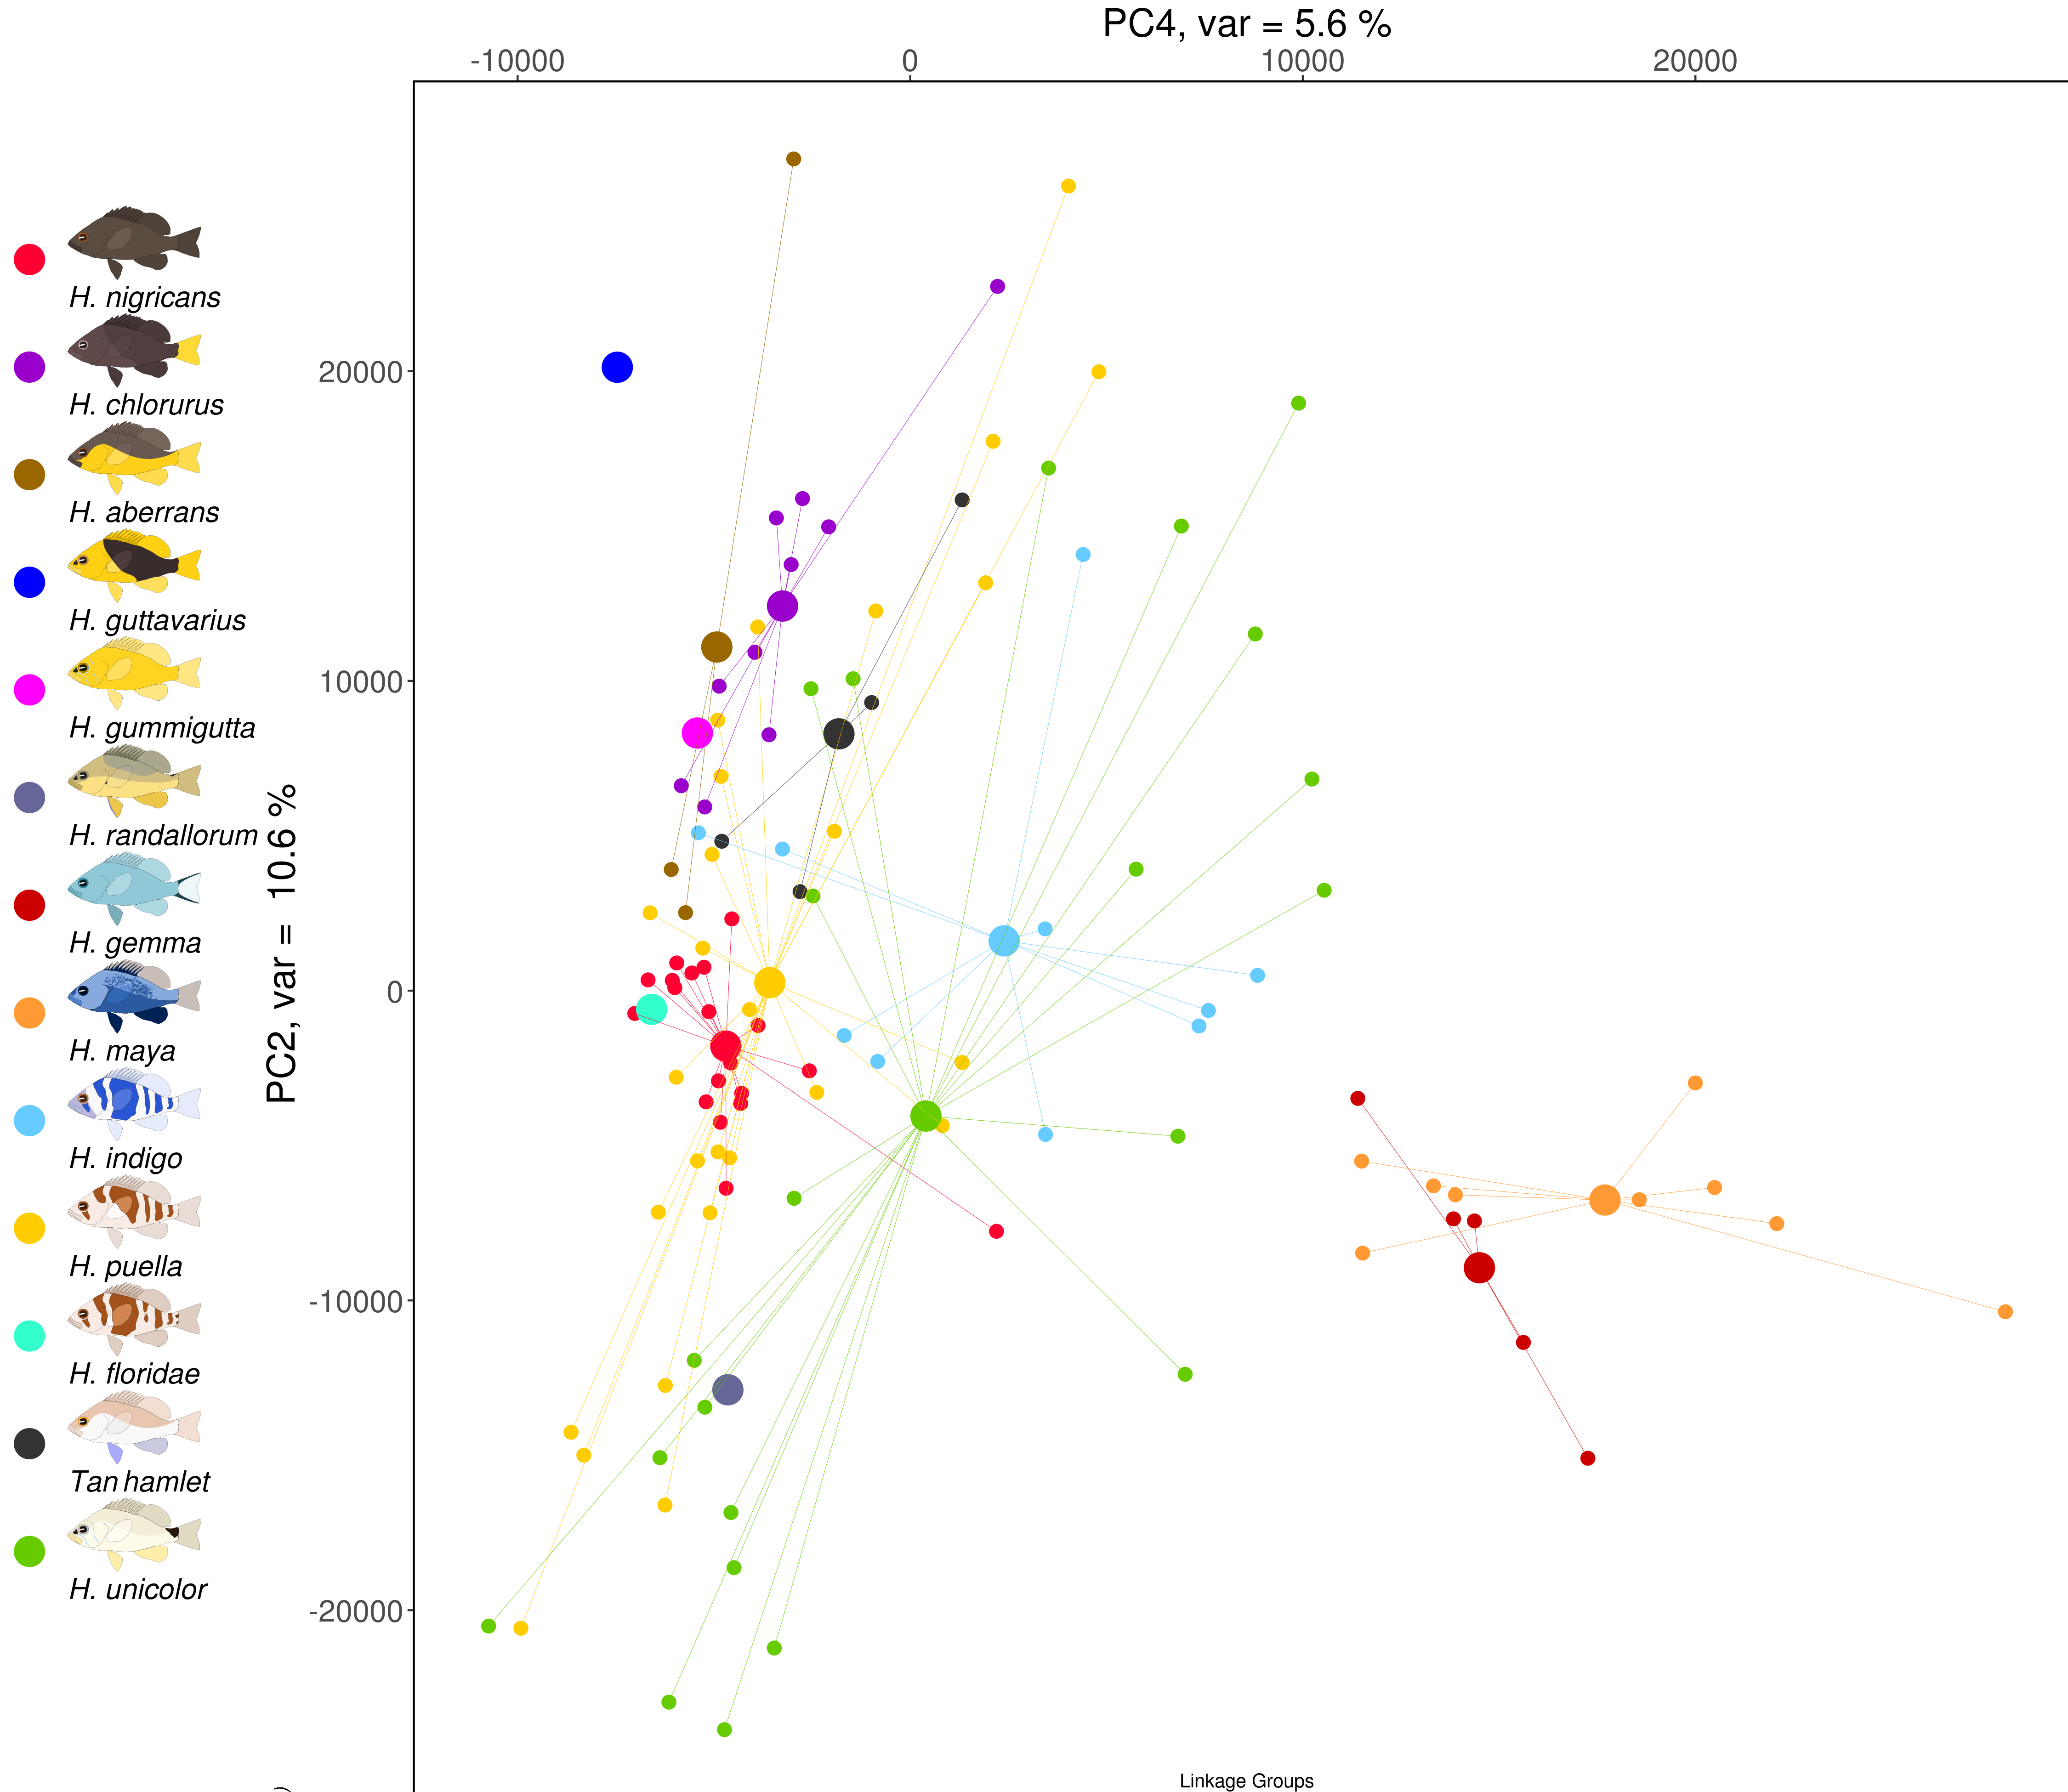 PC4, var = 5.6 %
-10000 0 10000 20000
H. nigricans
H. chlorurus
H. aberrans
H. guttavarius
H. gummigutta
H. randallorum
H. gemma
H. maya
H. indigo
H. puella
H. floridae
Tan hamlet
H. unicolor
PC2, var = 10.6 %
20000
10000
0
-10000
-20000
)
Linkage Groups